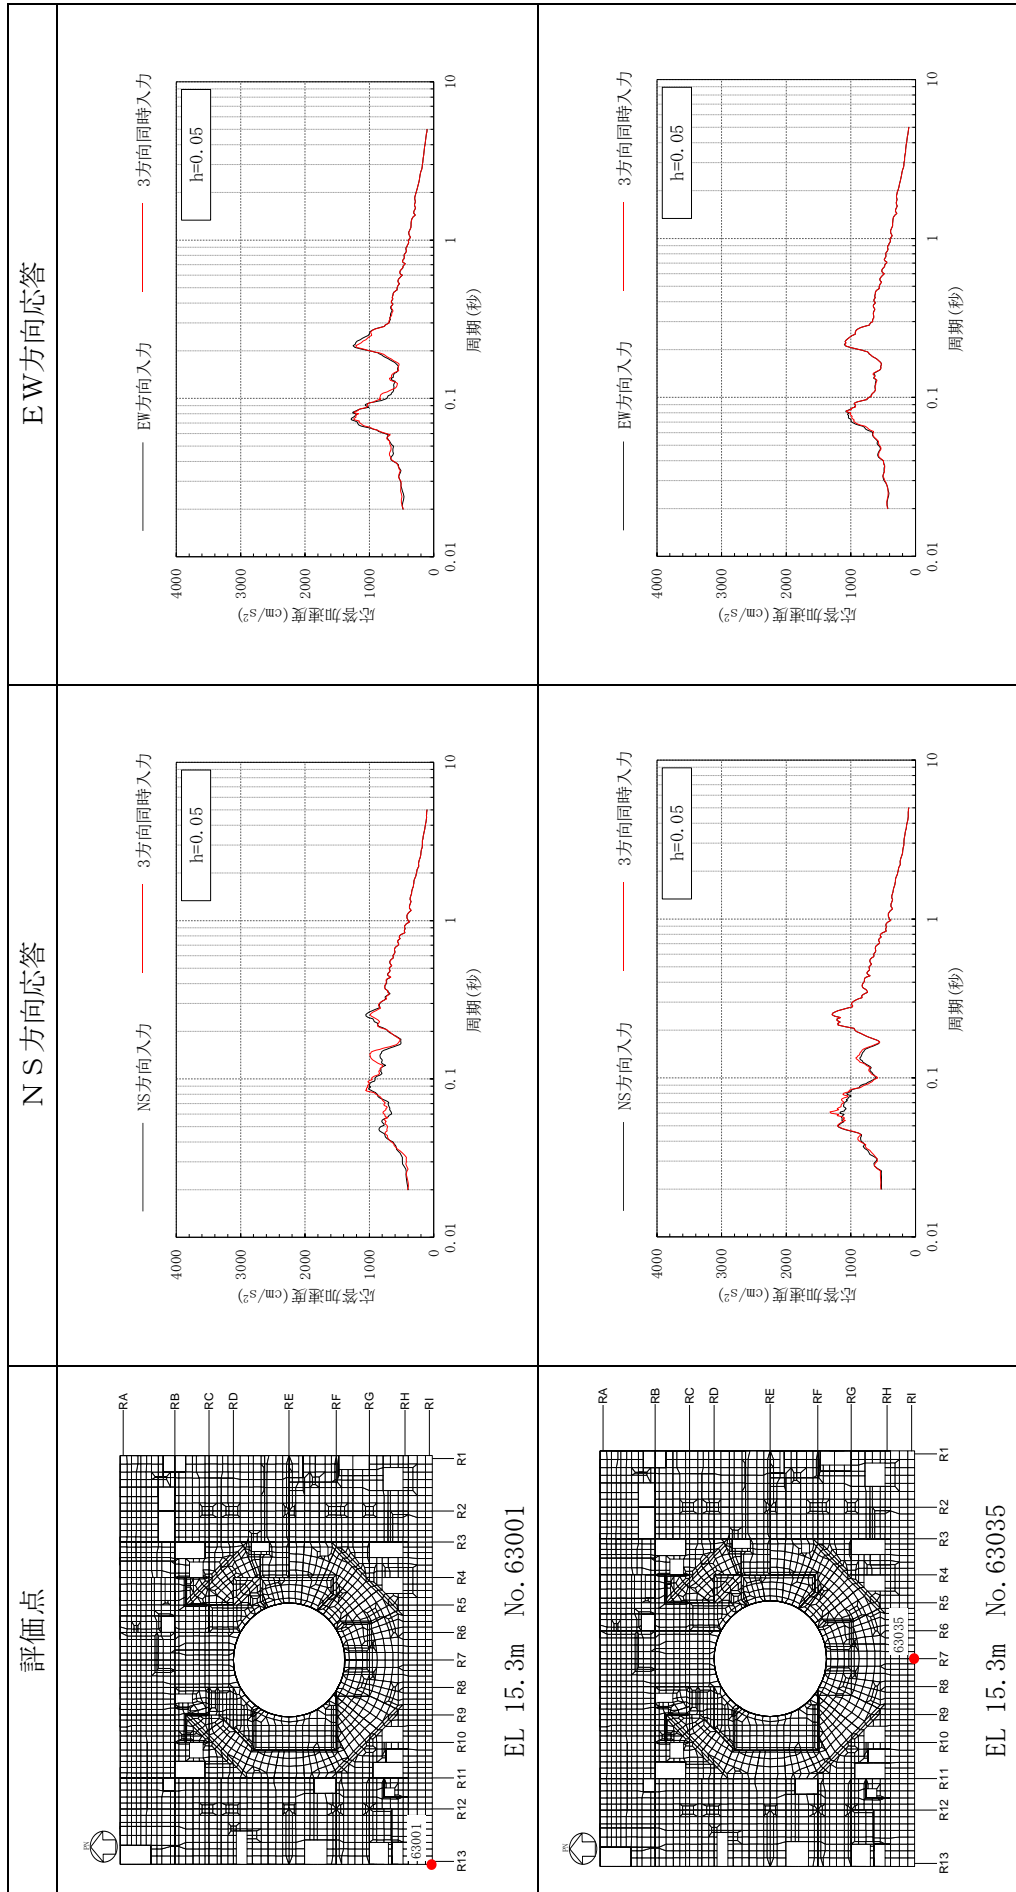 評価点
NS方向応答
EW方向応答
PN
RA
RB
RC
RD
RE
RF
RG
RH
RI
R13
R12
R11
R10
R9
R8
R7
R6
R5
R4
R3
R2
R1
63001
EL 15.3m No.63001
NS方向入力
3方向同時入力
h=0.05
応答加速度(cm/s²)
4000
3000
2000
1000
0
0.01
0.1
1
10
周期(秒)
EW方向入力
3方向同時入力
h=0.05
応答加速度(cm/s²)
4000
3000
2000
1000
0
0.01
0.1
1
10
周期(秒)
PN
RA
RB
RC
RD
RE
RF
RG
RH
RI
R13
R12
R11
R10
R9
R8
R7
R6
R5
R4
R3
R2
R1
63035
EL 15.3m No.63035
NS方向入力
3方向同時入力
h=0.05
応答加速度(cm/s²)
4000
3000
2000
1000
0
0.01
0.1
1
10
周期(秒)
EW方向入力
3方向同時入力
h=0.05
応答加速度(cm/s²)
4000
3000
2000
1000
0
0.01
0.1
1
10
周期(秒)